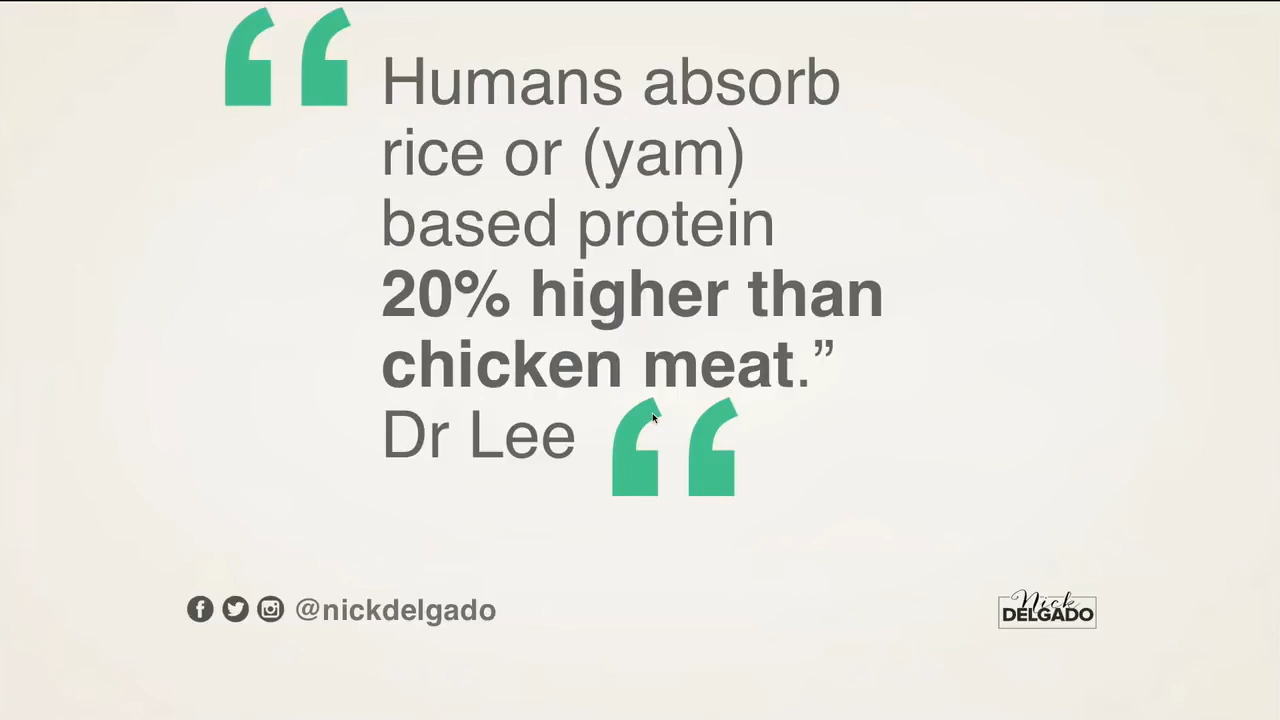 “ Humans absorb
rice or (yam)
based protein
20% higher than
chicken meat.”
Dr Lee “
@nickdelgado
Nick
DELGADO